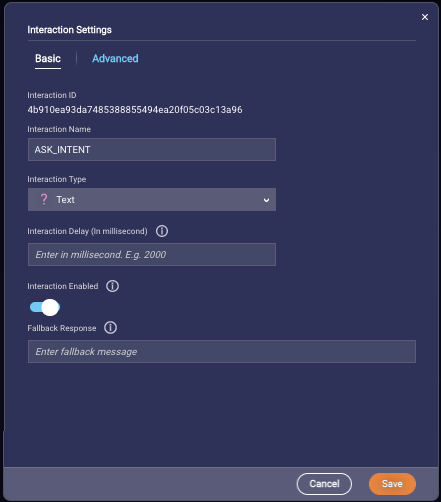 Interaction Settings
Basic
Advanced
Interaction ID
4b910ea93da7485388855494ea20f05c03c13a96
Interaction Name
ASK_INTENT
Interaction Type
Text
Interaction Delay (In millisecond)
Enter in millisecond. E.g. 2000
Interaction Enabled
Fallback Response
Enter fallback message
Cancel
Save